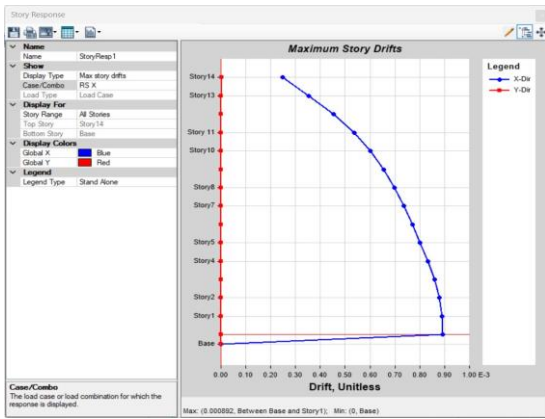 Story Response
Name
Name StoryResp1
Show
Display Type Max story drifts
Case/Combo RS X
Load Type Load Case
Display For
Story Range All Stories
Top Story Story14
Bottom Story Base
Display Colors
Global X Blue
Global Y Red
Legend
Legend Type Stand Alone
Case/Combo
The load case or load combination for which the
response is displayed.
Maximum Story Drifts
Story14
Story13
Story11
Story10
Story8
Story7
Story5
Story4
Story2
Story1
Base
0.00 0.10 0.20 0.30 0.40 0.50 0.60 0.70 0.80 0.90 1.00 E-3
Drift, Unitless
Legend
X-Dir
Y-Dir
Max: (0.000892, Between Base and Story1); Min: (0, Base)